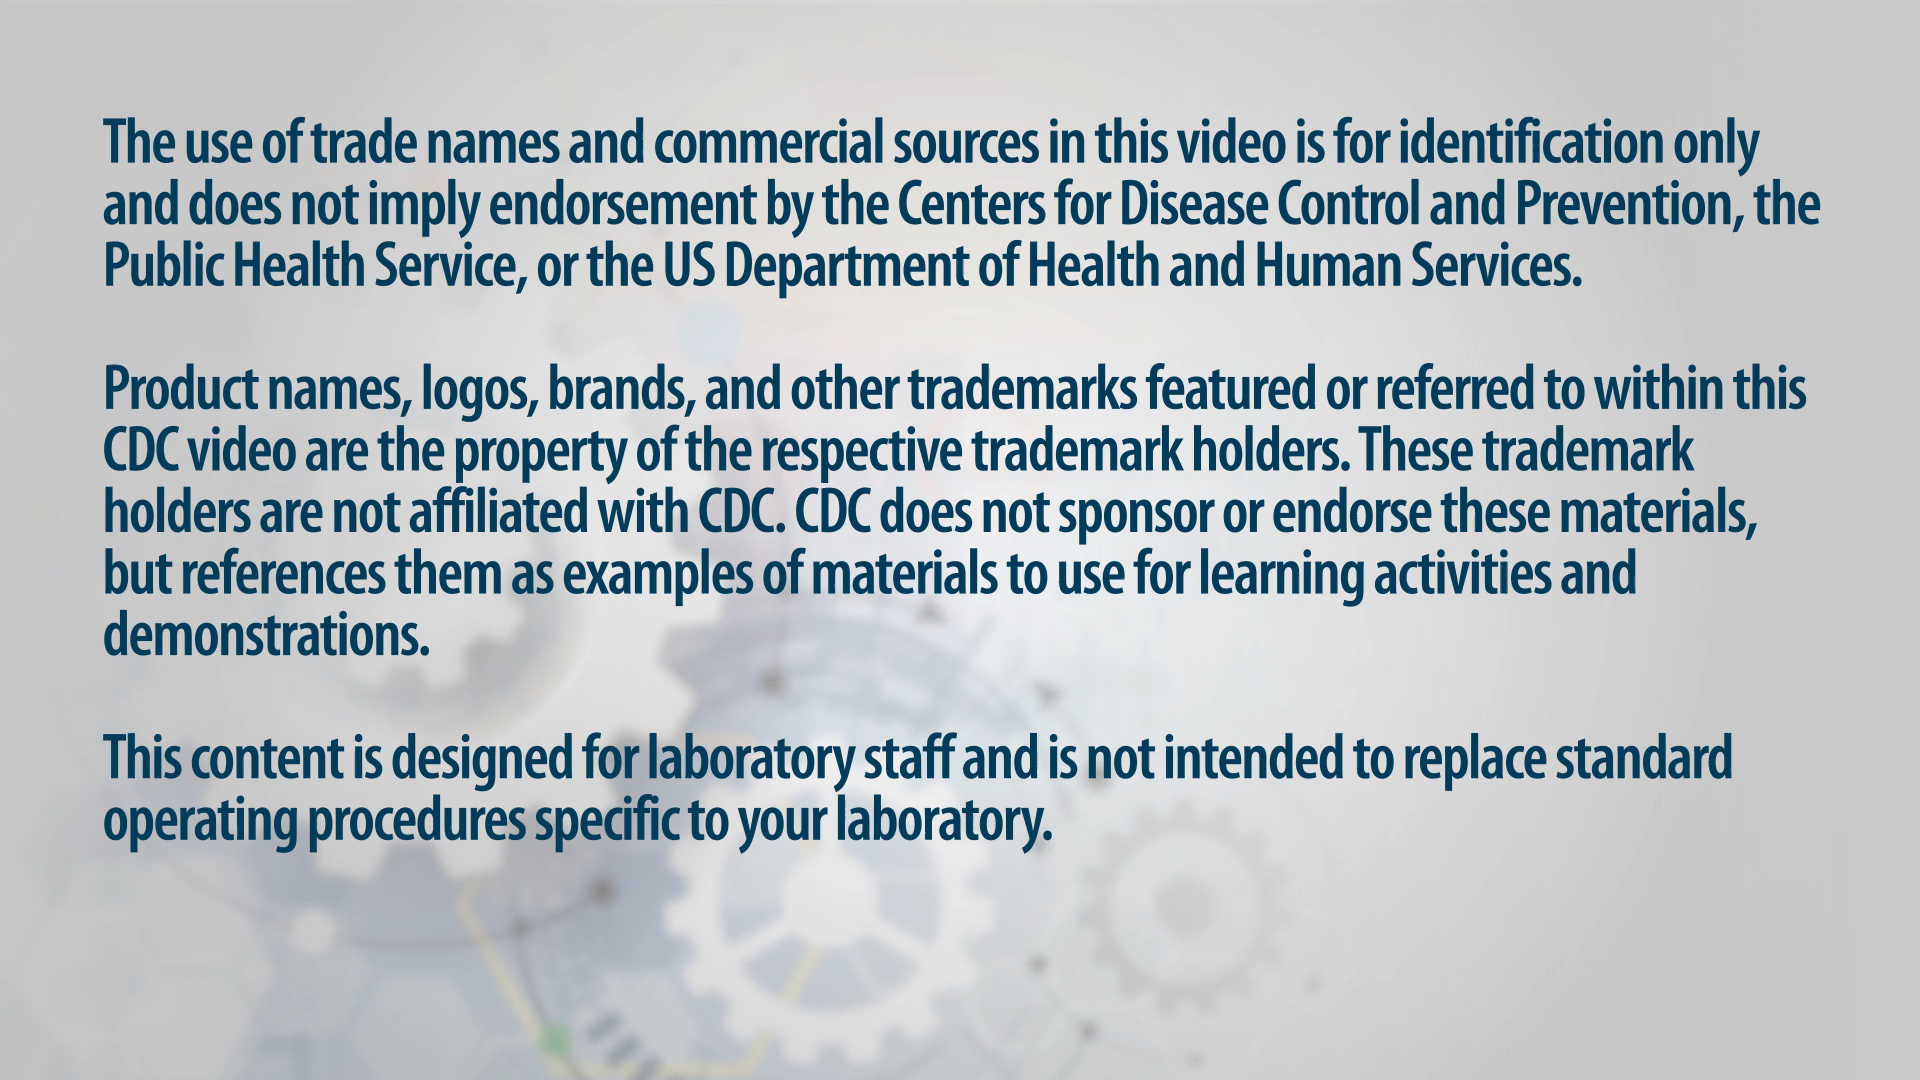 The use of trade names and commercial sources in this video is for identification only
and does not imply endorsement by the Centers for Disease Control and Prevention, the
Public Health Service, or the US Department of Health and Human Services.
Product names, logos, brands, and other trademarks featured or referred to within this
CDC video are the property of the respective trademark holders. These trademark
holders are not affiliated with CDC. CDC does not sponsor or endorse these materials,
but references them as examples of materials to use for learning activities and
demonstrations.
This content is designed for laboratory staff and is not intended to replace standard
operating procedures specific to your laboratory.